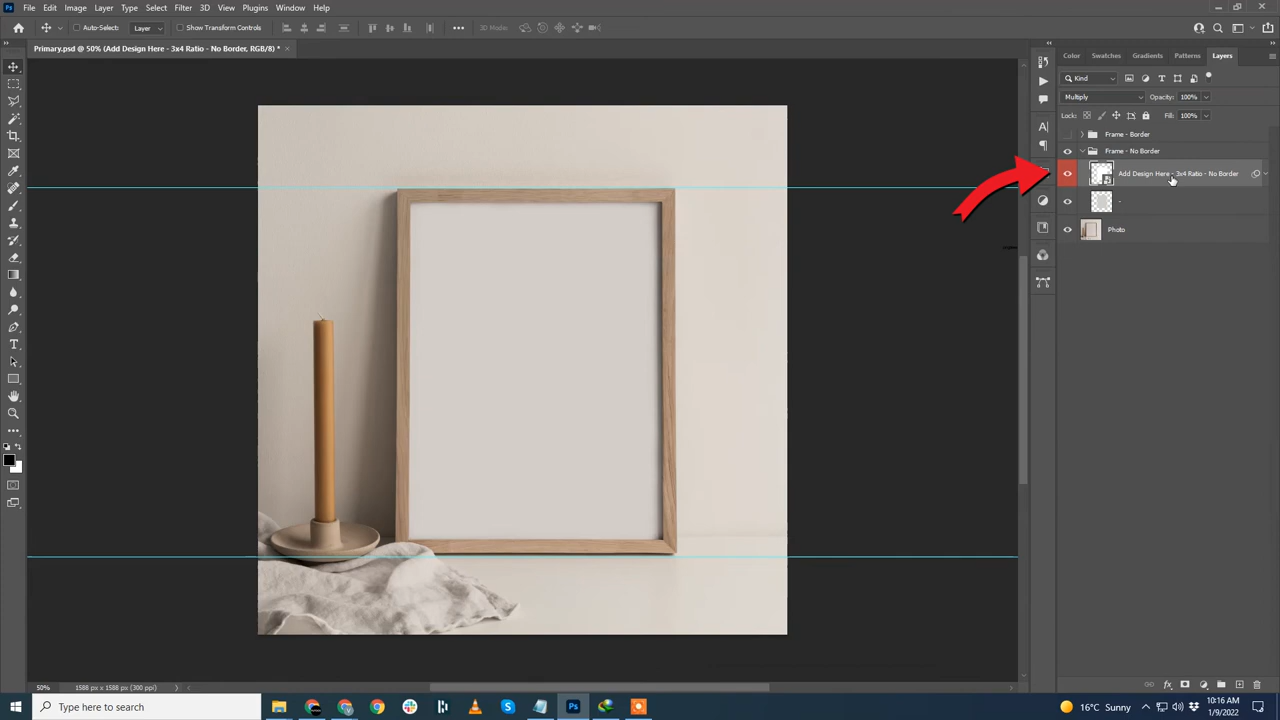 File Edit Image Layer Type Select Filter 3D View Plugins Window Help
Auto-Select: Layer Show Transform Controls 3D Mode:
Primary.psd @ 50% (Add Design Here - 3x4 Ratio - No Border, RGB/8) *
Color Swatches Gradients Patterns Layers
Kind
Multiply Opacity: 100%
Lock: Fill: 100%
Frame - Border
Frame - No Border
Add Design Here - 3x4 Ratio - No Border
-
Photo
50% 1588 px x 1588 px (300 ppi)
Type here to search
16°C Sunny 10:16 AM
1/9/2022